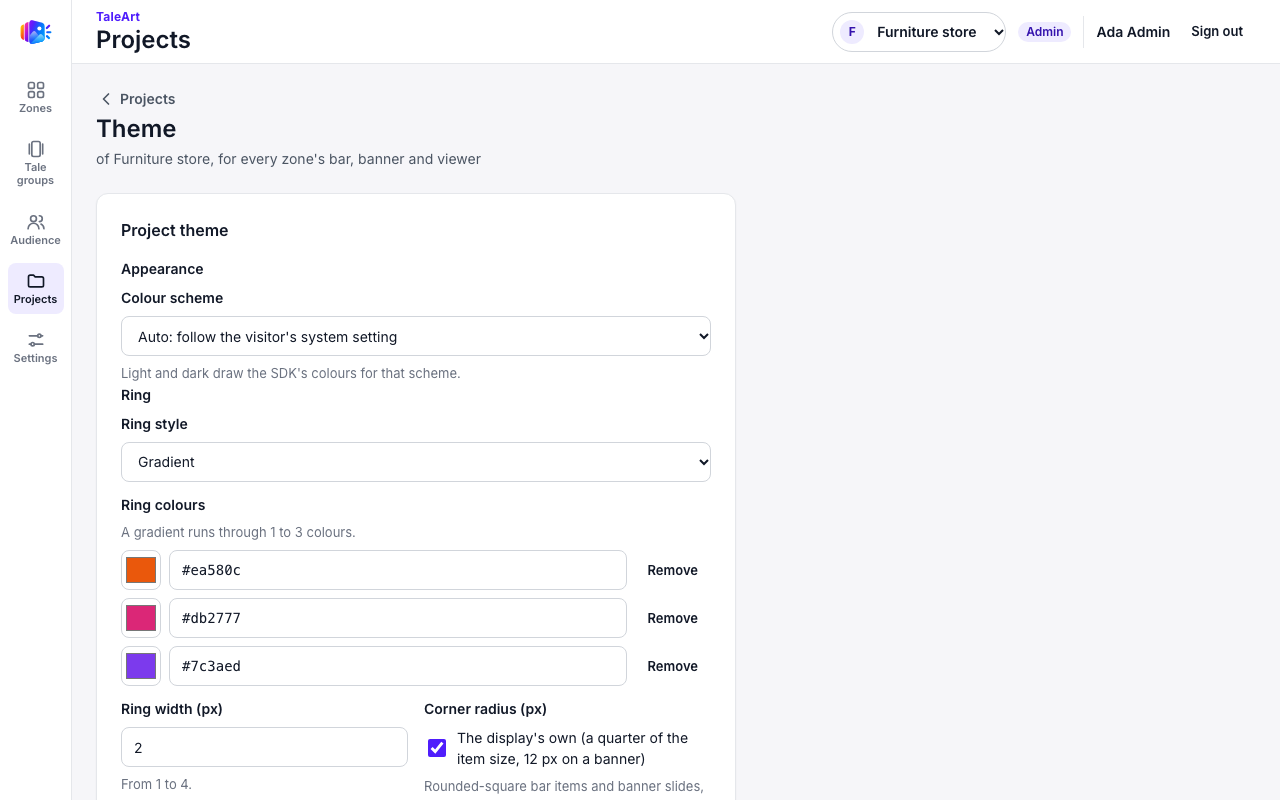 TaleArt
Projects
F
Furniture store
Admin
Ada Admin
Sign out
Zones
Tale
groups
Audience
Projects
Settings
Projects
Theme
of Furniture store, for every zone's bar, banner and viewer
Project theme
Appearance
Colour scheme
Auto: follow the visitor's system setting
Light and dark draw the SDK's colours for that scheme.
Ring
Ring style
Gradient
Ring colours
A gradient runs through 1 to 3 colours.
#ea580c
Remove
#db2777
Remove
#7c3aed
Remove
Ring width (px)
2
From 1 to 4.
Corner radius (px)
The display's own (a quarter of the
item size, 12 px on a banner)
Rounded-square bar items and banner slides,